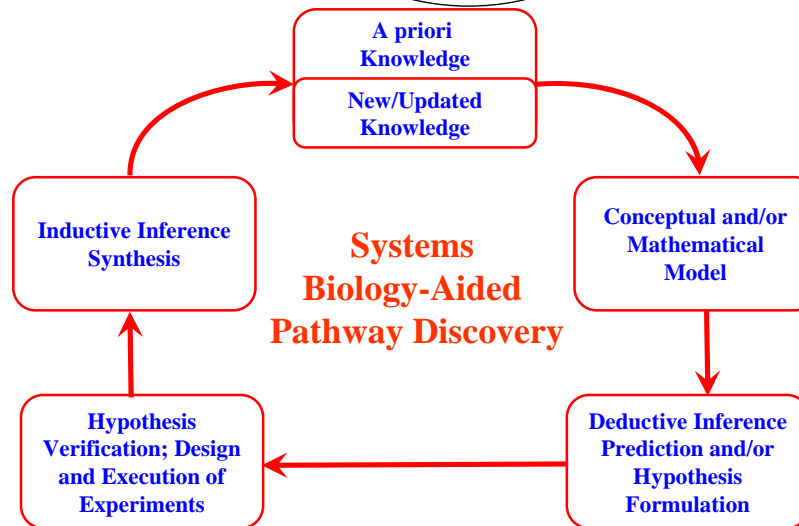 A priori
Knowledge
New/Updated
Knowledge
Conceptual and/or
Mathematical
Model
Inductive Inference
Synthesis
Systems
Biology-Aided
Pathway Discovery
Deductive Inference
Prediction and/or
Hypothesis
Formulation
Hypothesis
Verification; Design
and Execution of
Experiments